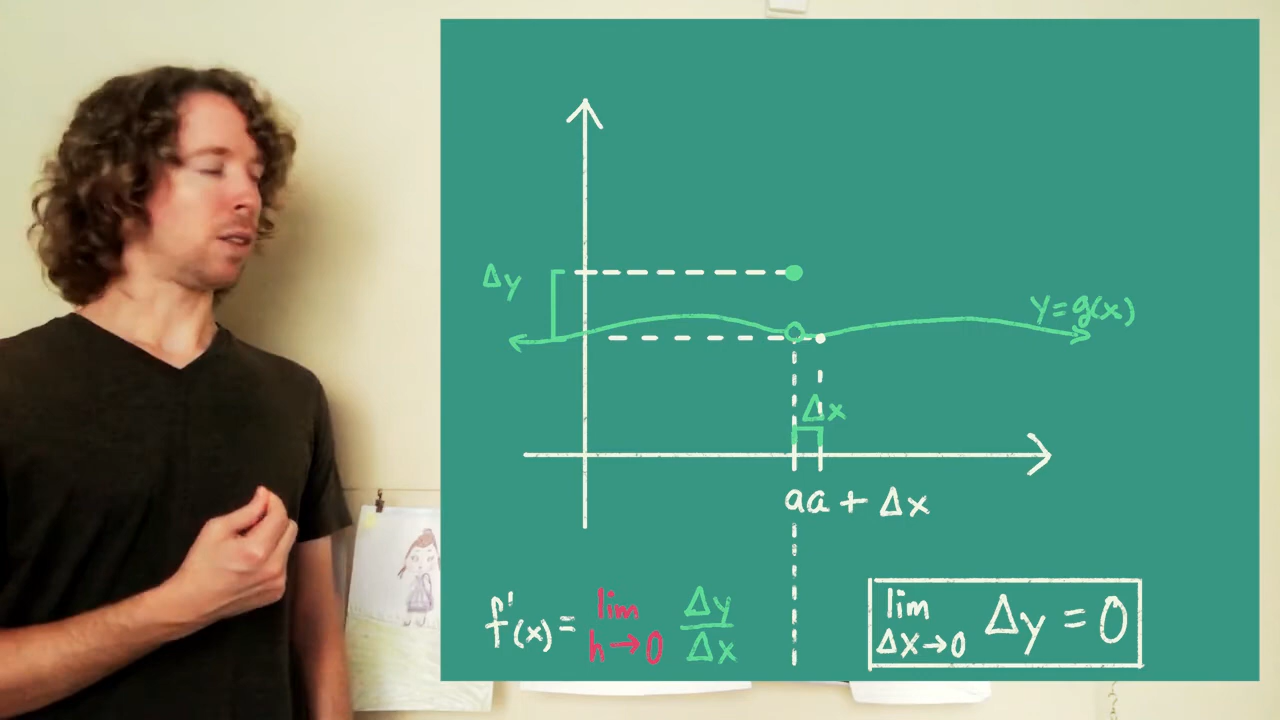 Δy
y=g(x)
Δx
a a + Δx
f'(x) = lim h→0 Δy/Δx
lim Δx→0 Δy = 0